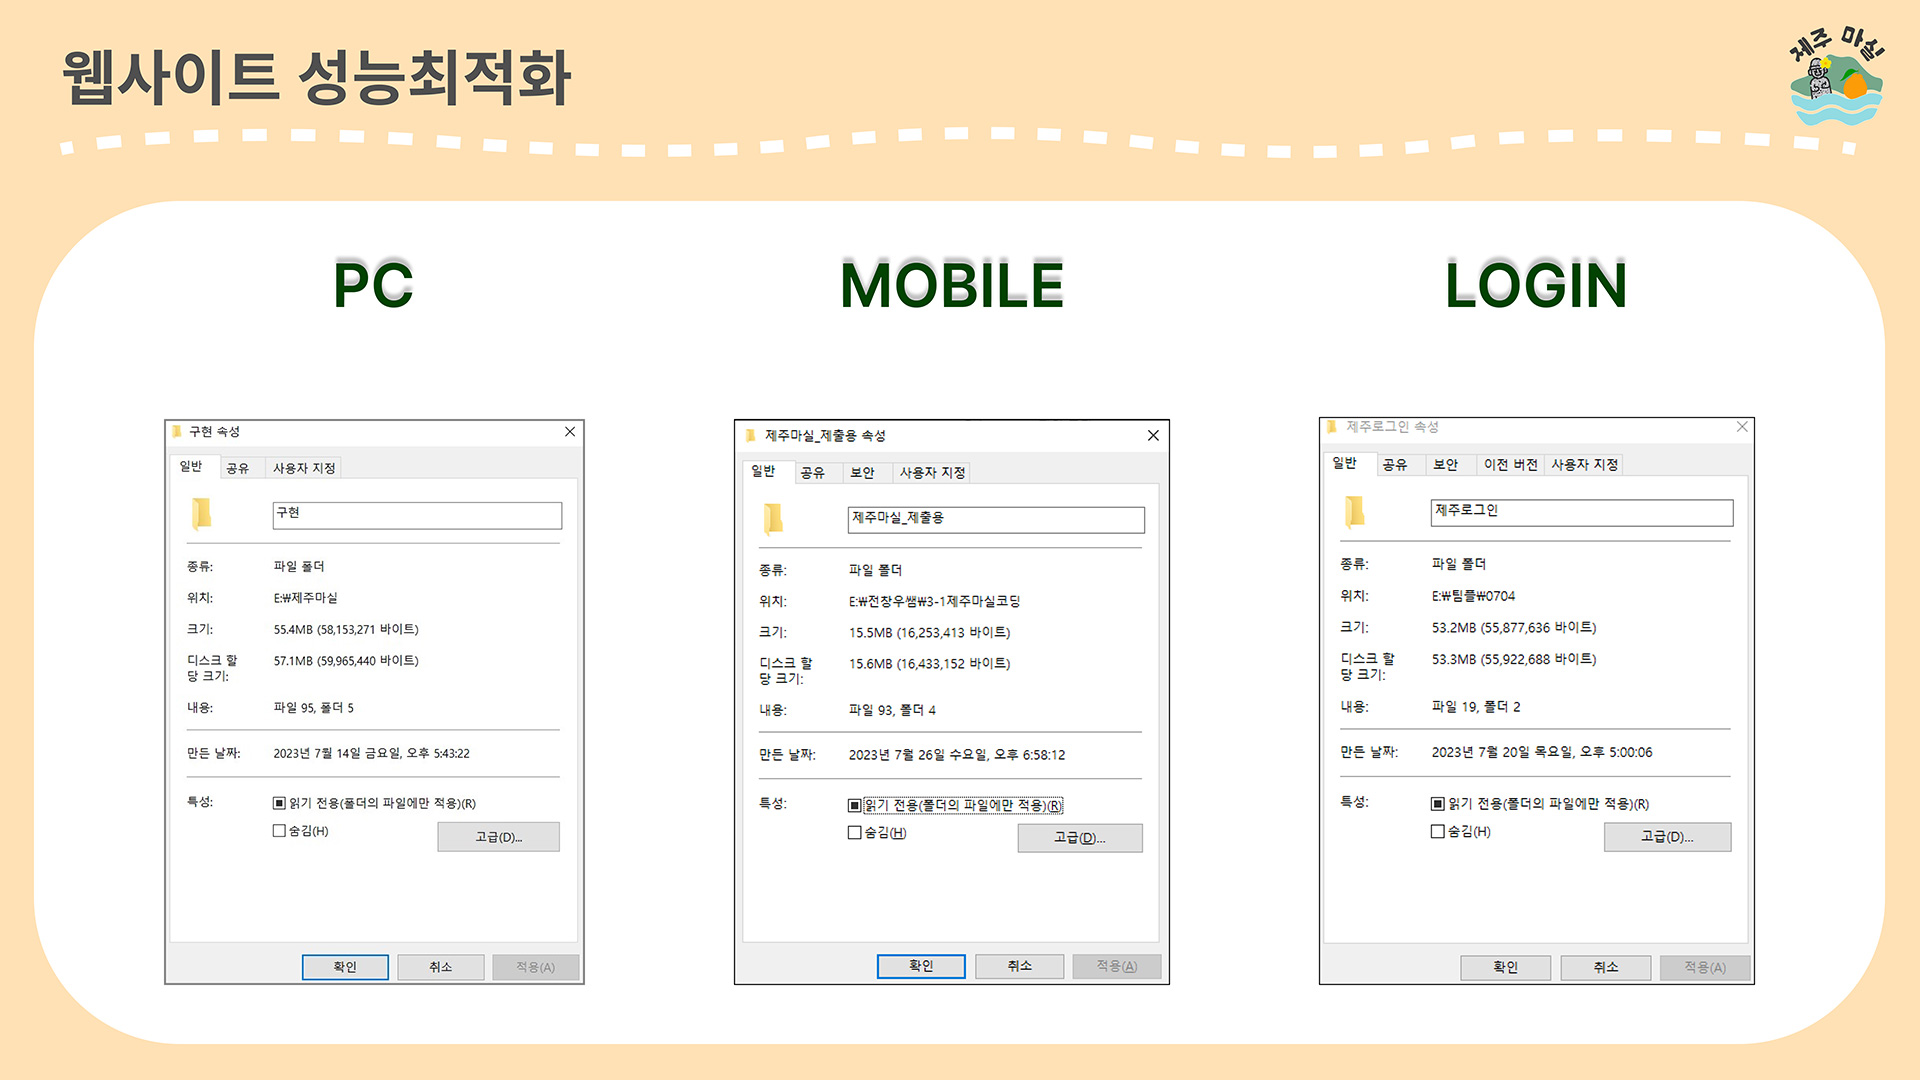 웹사이트 성능최적화
제주 마실
PC
구현 속성
일반 공유 사용자 지정
구현
종류: 파일 폴더
위치: E:₩제주마실
크기: 55.4MB (58,153,271 바이트)
디스크 할 57.1MB (59,965,440 바이트)
당 크기:
내용: 파일 95, 폴더 5
만든 날짜: 2023년 7월 14일 금요일, 오후 5:43:22
특성: 읽기 전용(폴더의 파일에만 적용)(R)
숨김(H) 고급(D)...
확인 취소 적용(A)
MOBILE
제주마실_제출용 속성
일반 공유 보안 사용자 지정
제주마실_제출용
종류: 파일 폴더
위치: E:₩전창우쌤₩3-1제주마실코딩
크기: 15.5MB (16,253,413 바이트)
디스크 할 15.6MB (16,433,152 바이트)
당 크기:
내용: 파일 93, 폴더 4
만든 날짜: 2023년 7월 26일 수요일, 오후 6:58:12
특성: 읽기 전용(폴더의 파일에만 적용)(R)
숨김(H) 고급(D)...
확인 취소 적용(A)
LOGIN
제주로그인 속성
일반 공유 보안 이전 버전 사용자 지정
제주로그인
종류: 파일 폴더
위치: E:₩팀플₩0704
크기: 53.2MB (55,877,636 바이트)
디스크 할 53.3MB (55,922,688 바이트)
당 크기:
내용: 파일 19, 폴더 2
만든 날짜: 2023년 7월 20일 목요일, 오후 5:00:06
특성: 읽기 전용(폴더의 파일에만 적용)(R)
숨김(H) 고급(D)...
확인 취소 적용(A)